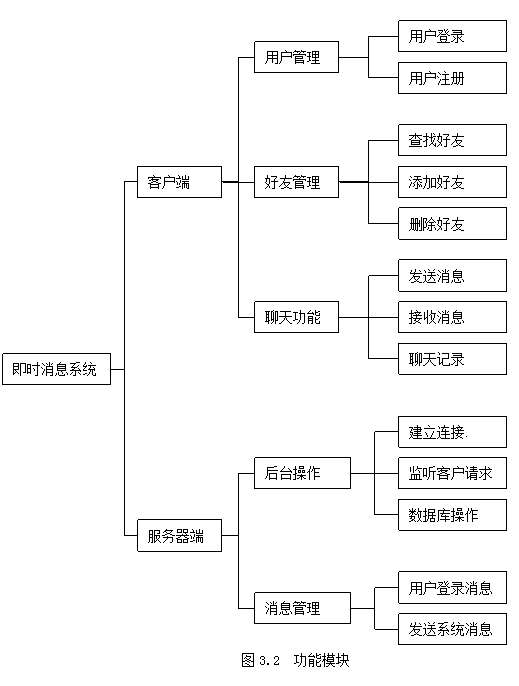 用户登录
用户管理
用户注册
查找好友
客户端
好友管理
添加好友
删除好友
发送消息
聊天功能
接收消息
聊天记录
即时消息系统
建立连接.
后台操作
监听客户请求
数据库操作
服务器端
用户登录消息
消息管理
发送系统消息
图 3.2 功能模块